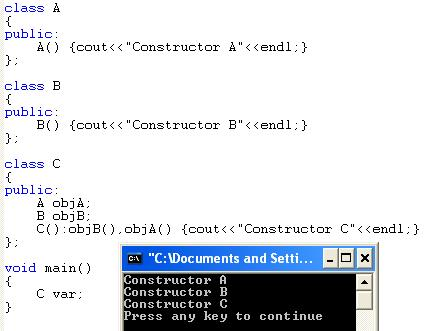 class A
{
public:
    A() {cout<<"Constructor A"<<endl;}
};

class B
{
public:
    B() {cout<<"Constructor B"<<endl;}
};

class C
{
public:
    A objA;
    B objB;
    C():objB(),objA() {cout<<"Constructor C"<<endl;}
};

void main()
{
    C var;
}
"C:\Documents and Setti...
Constructor A
Constructor B
Constructor C
Press any key to continue